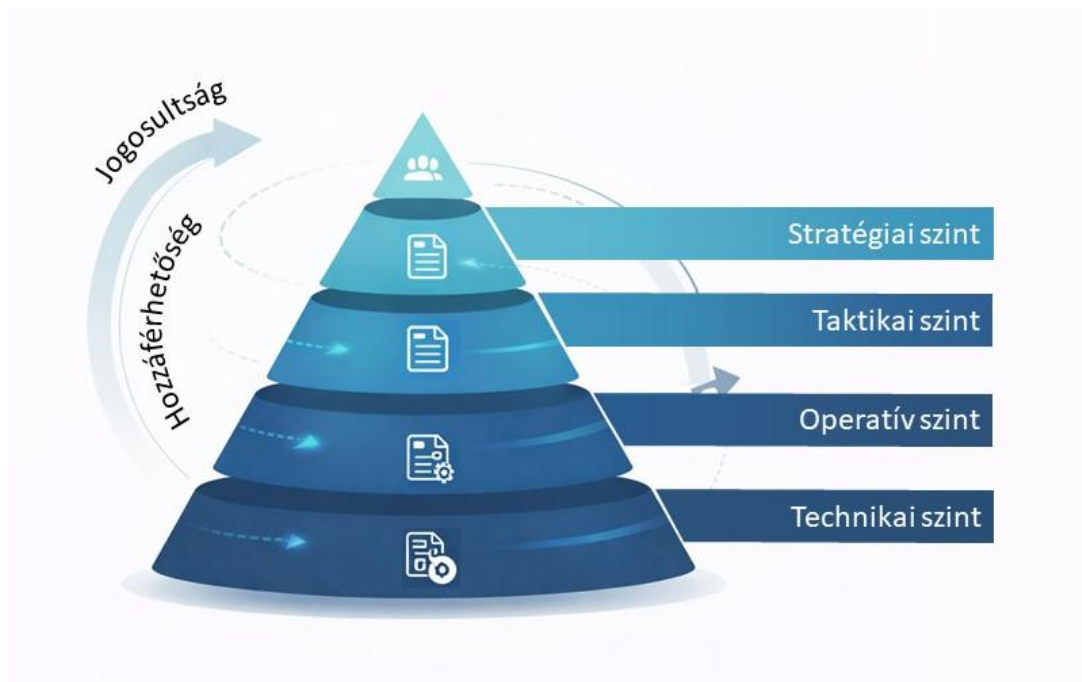 Jogosultság
Hozzáférhetőség
Stratégiai szint
Taktikai szint
Operatív szint
Technikai szint